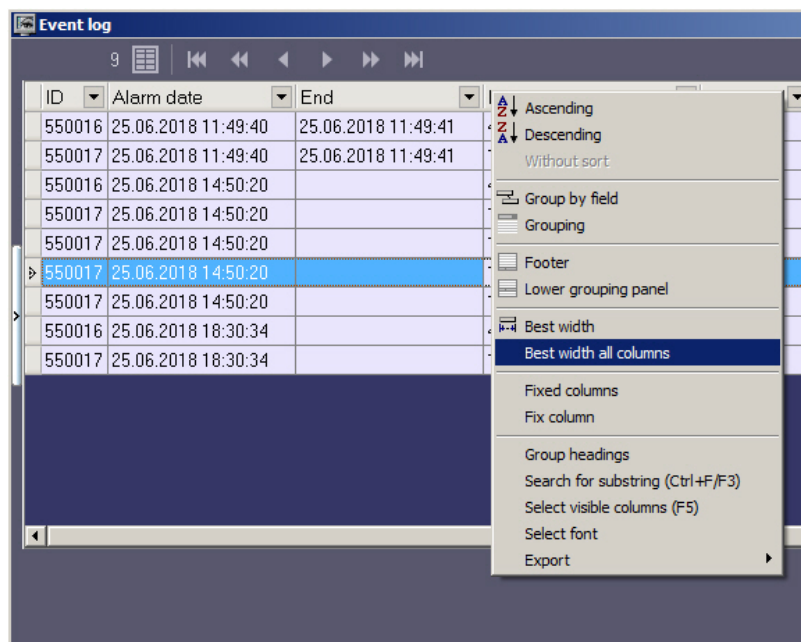 Event log
9
ID Alarm date End
550016 25.06.2018 11:49:40 25.06.2018 11:49:41
550017 25.06.2018 11:49:40 25.06.2018 11:49:41
550016 25.06.2018 14:50:20
550017 25.06.2018 14:50:20
550017 25.06.2018 14:50:20
550017 25.06.2018 14:50:20
550017 25.06.2018 14:50:20
550016 25.06.2018 18:30:34
550017 25.06.2018 18:30:34
Ascending
Descending
Without sort
Group by field
Grouping
Footer
Lower grouping panel
Best width
Best width all columns
Fixed columns
Fix column
Group headings
Search for substring (Ctrl+F/F3)
Select visible columns (F5)
Select font
Export